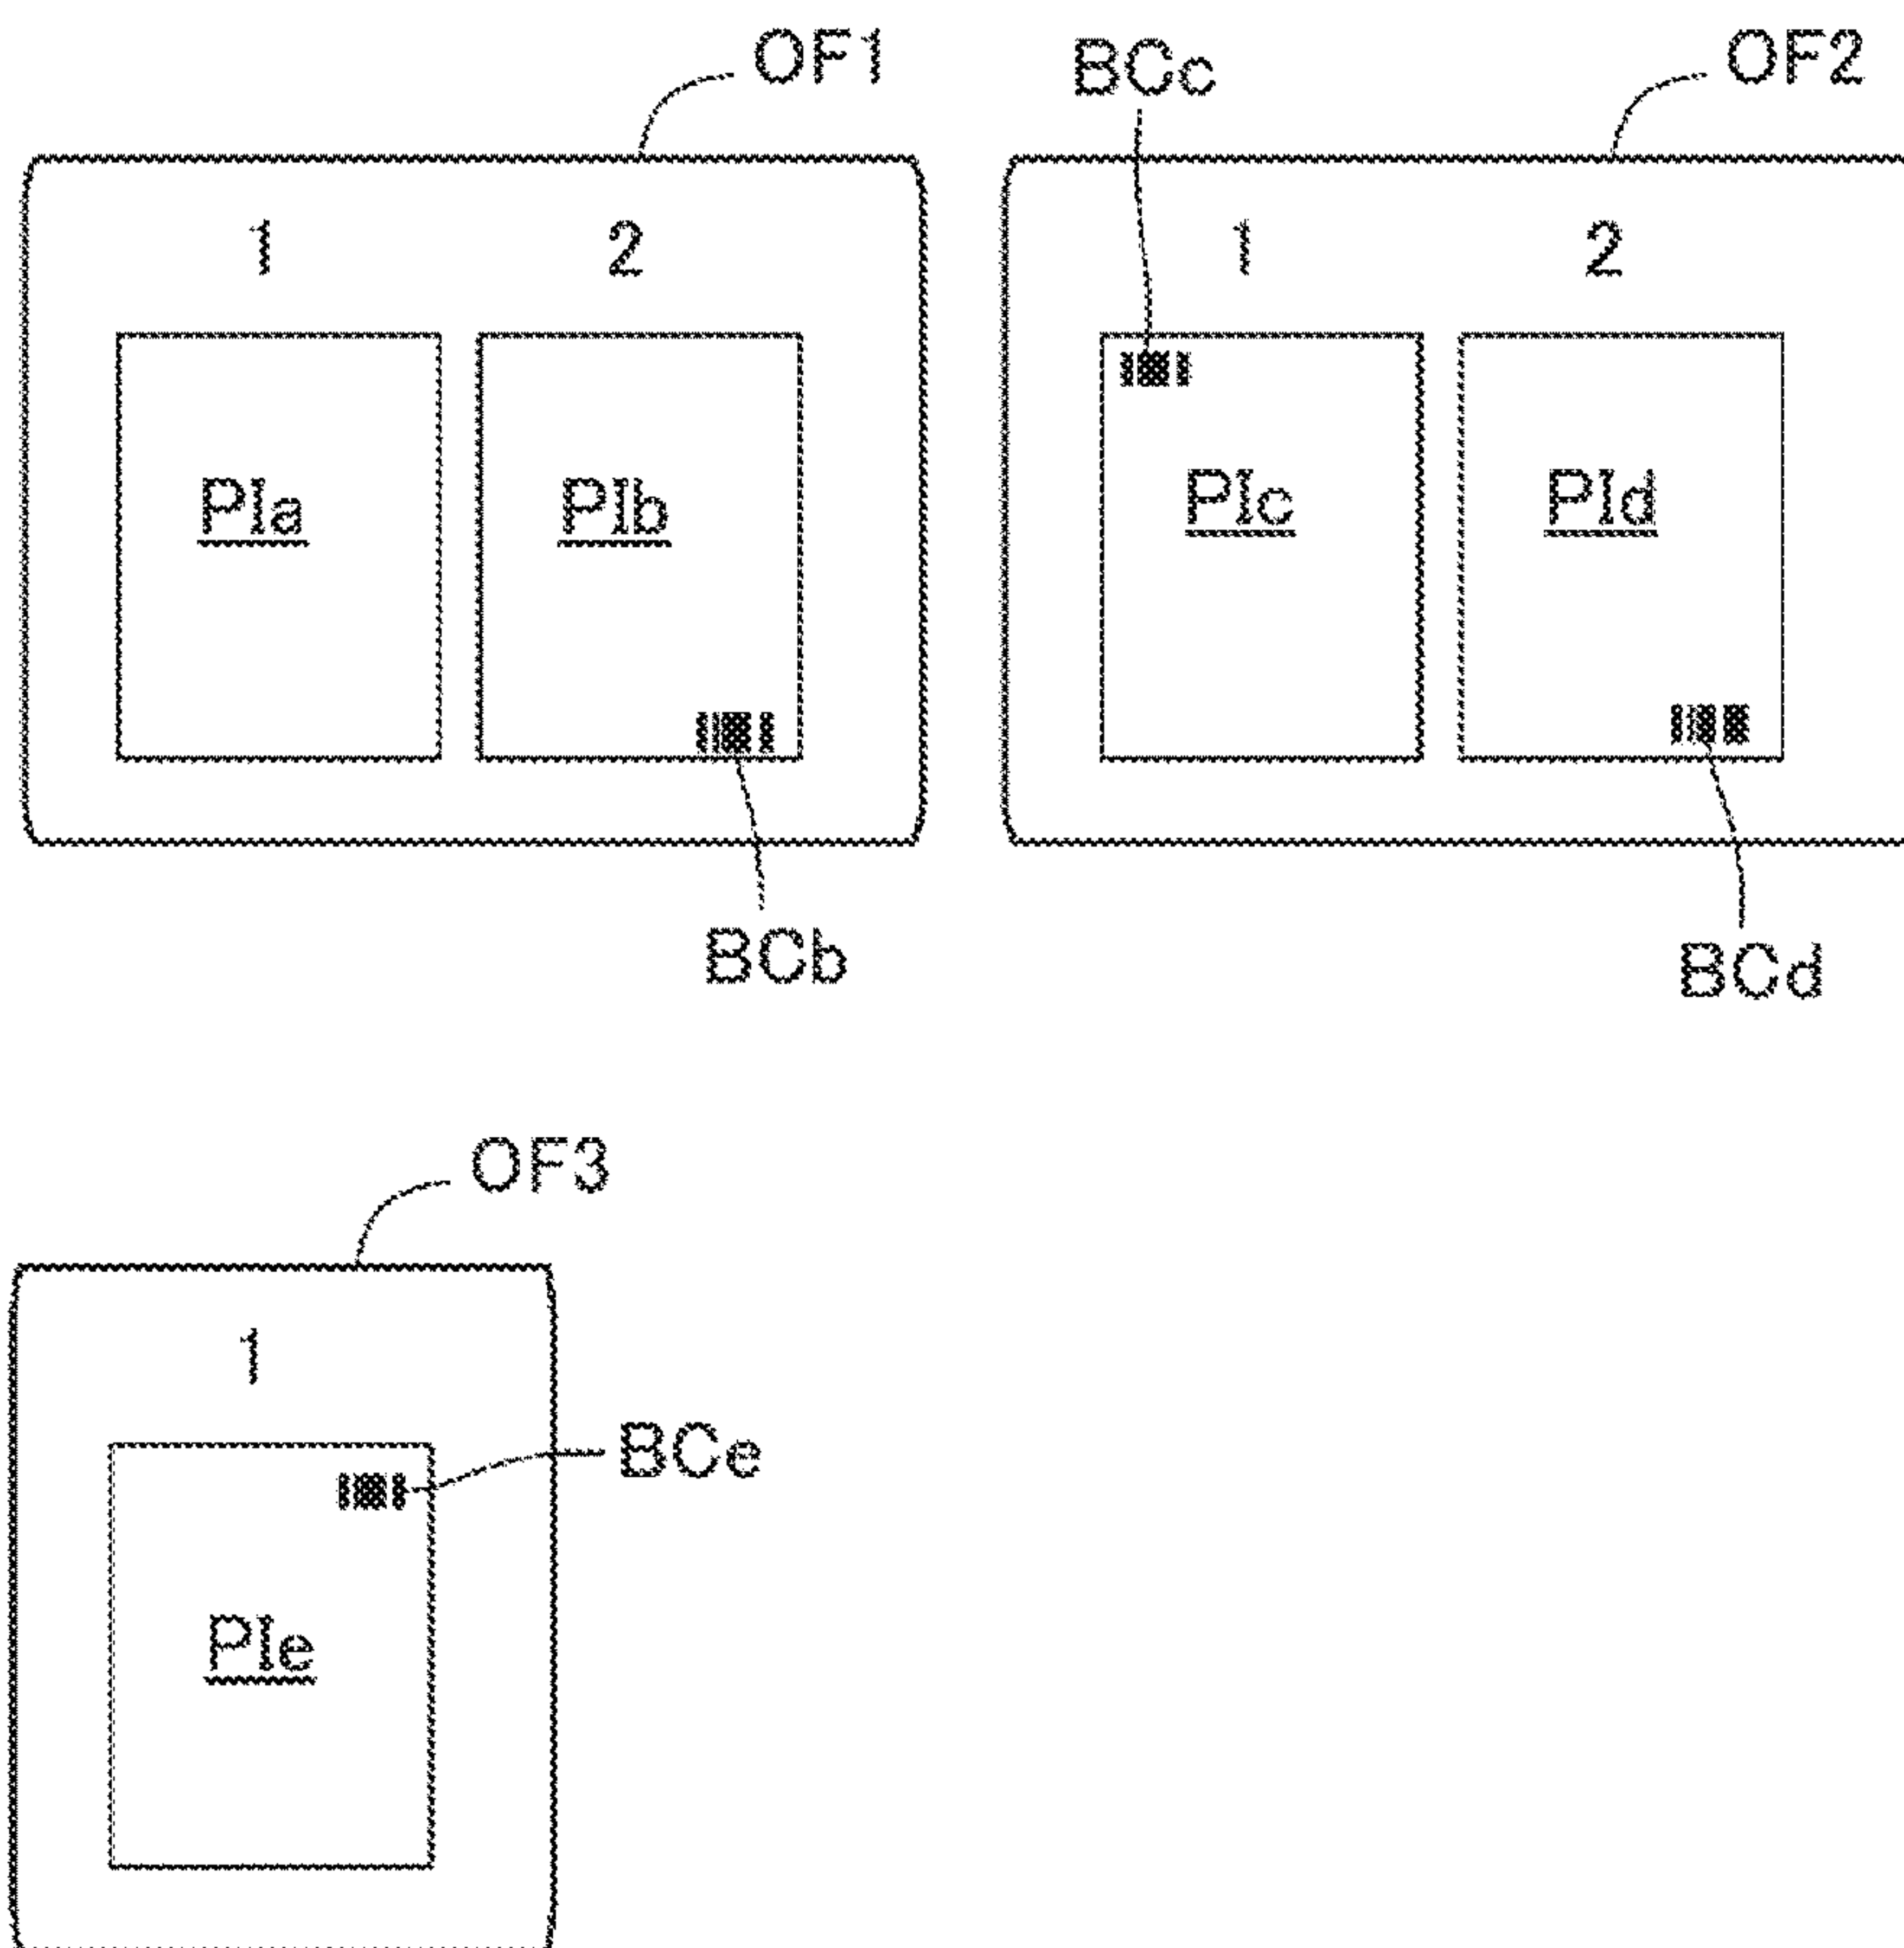 OF1
BCc
OF2
1 2
1 2
PIa PIb
PIc PId
BCb
BCd
OF3
1
BCe
PIe